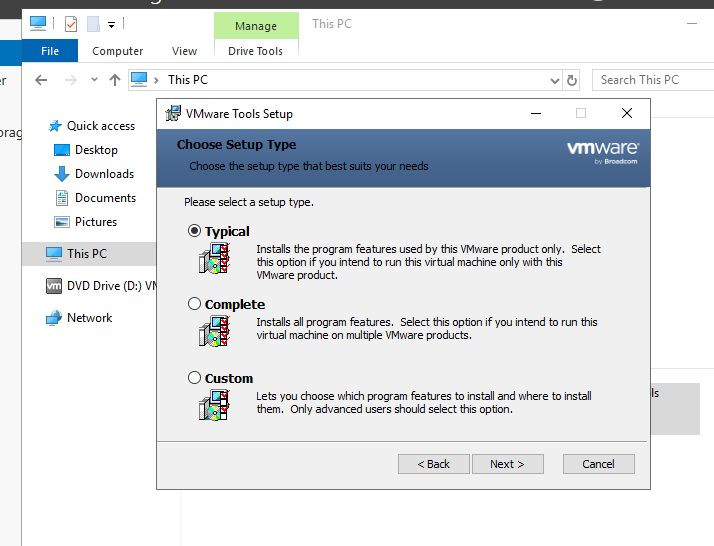 Manage
This PC
File
Computer
View
Drive Tools
This PC
Search This PC
Quick access
Desktop
Downloads
Documents
Pictures
This PC
vm
DVD Drive (D:) VM
Network
VMware Tools Setup
Choose Setup Type
Choose the setup type that best suits your needs
vmware®
by Broadcom
Please select a setup type.
Typical
Installs the program features used by this VMware product only. Select
this option if you intend to run this virtual machine only with this
VMware product.
Complete
Installs all program features. Select this option if you intend to run this
virtual machine on multiple VMware products.
Custom
Lets you choose which program features to install and where to install
them. Only advanced users should select this option.
< Back
Next >
Cancel
ls